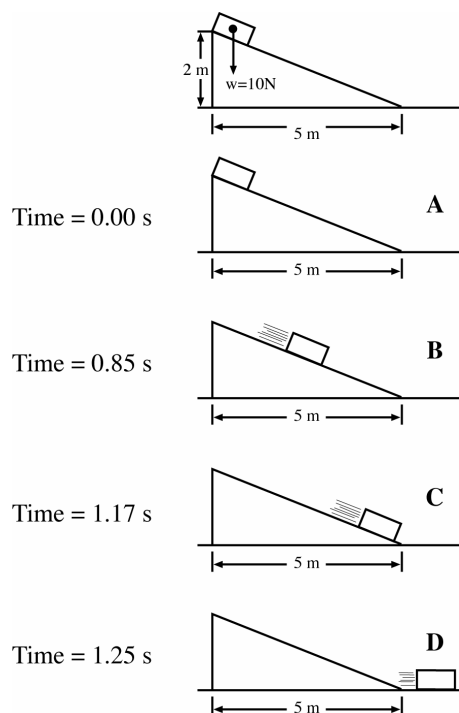 2 m
w=10N
5 m
A
Time = 0.00 s
5 m
B
Time = 0.85 s
5 m
C
Time = 1.17 s
5 m
D
Time = 1.25 s
5 m